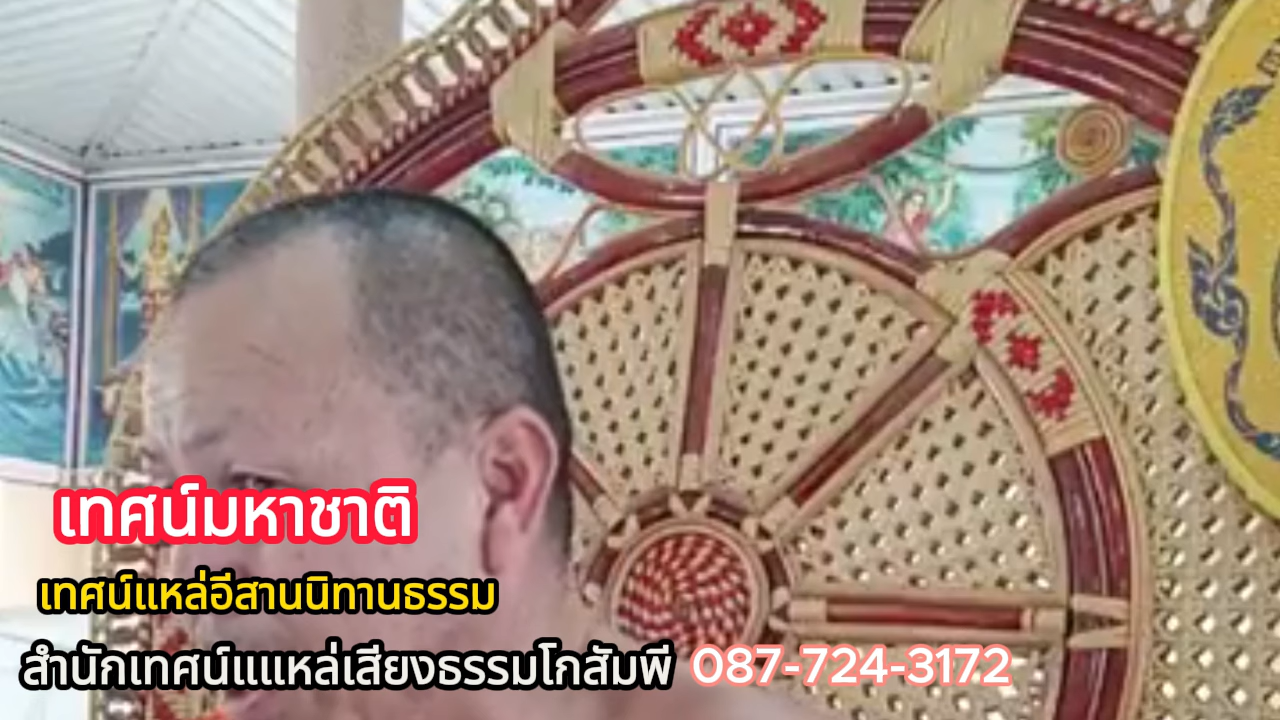 เทศน์มหาชาติ
เทศน์แหล่อีสานนิทานธรรม
สำนักเทศน์แแหล่เสียงธรรมโกสัมพี 087-724-3172